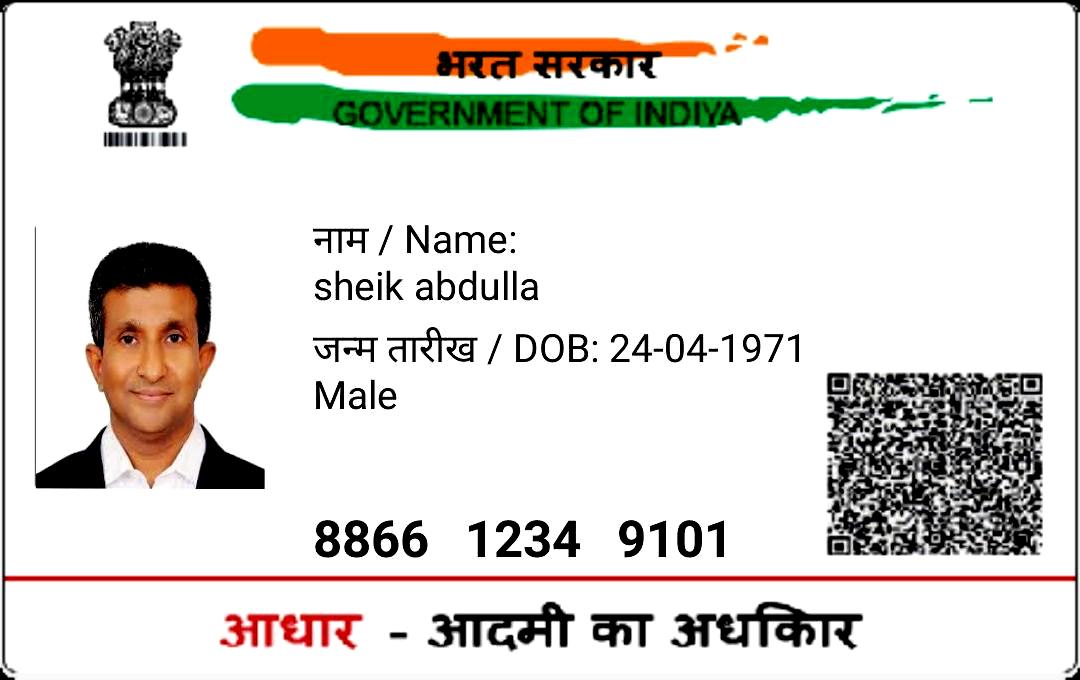 भरत सरकार
GOVERNMENT OF INDIYA
नाम / Name:
sheik abdulla
जन्म तारीख / DOB: 24-04-1971
Male
8866 1234 9101
आधार - आदमी का अधकिार